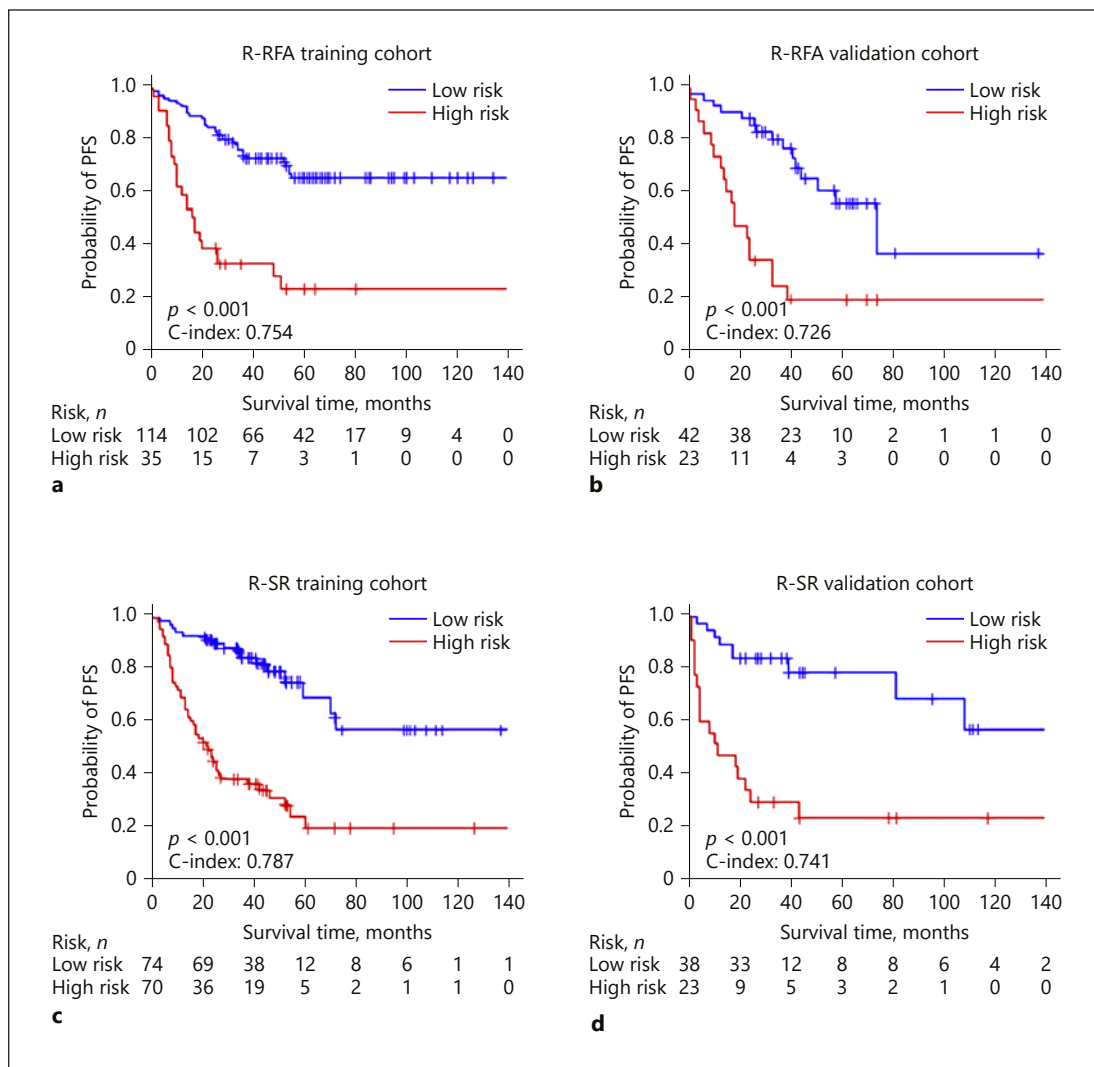 R-RFA training cohort
Low risk
High risk
Probability of PFS
1.0
0.8
0.6
0.4
0.2
0
p < 0.001
C-index: 0.754
0 20 40 60 80 100 120 140
Survival time, months
Risk, n
Low risk 114 102 66 42 17 9 4 0
High risk 35 15 7 3 1 0 0 0
a
R-RFA validation cohort
Low risk
High risk
Probability of PFS
1.0
0.8
0.6
0.4
0.2
0
p < 0.001
C-index: 0.726
0 20 40 60 80 100 120 140
Survival time, months
Risk, n
Low risk 42 38 23 10 2 1 1 0
High risk 23 11 4 3 0 0 0 0
b
R-SR training cohort
Low risk
High risk
Probability of PFS
1.0
0.8
0.6
0.4
0.2
0
p < 0.001
C-index: 0.787
0 20 40 60 80 100 120 140
Survival time, months
Risk, n
Low risk 74 69 38 12 8 6 1 1
High risk 70 36 19 5 2 1 1 0
c
R-SR validation cohort
Low risk
High risk
Probability of PFS
1.0
0.8
0.6
0.4
0.2
0
p < 0.001
C-index: 0.741
0 20 40 60 80 100 120 140
Survival time, months
Risk, n
Low risk 38 33 12 8 8 6 4 2
High risk 23 9 5 3 2 1 0 0
d